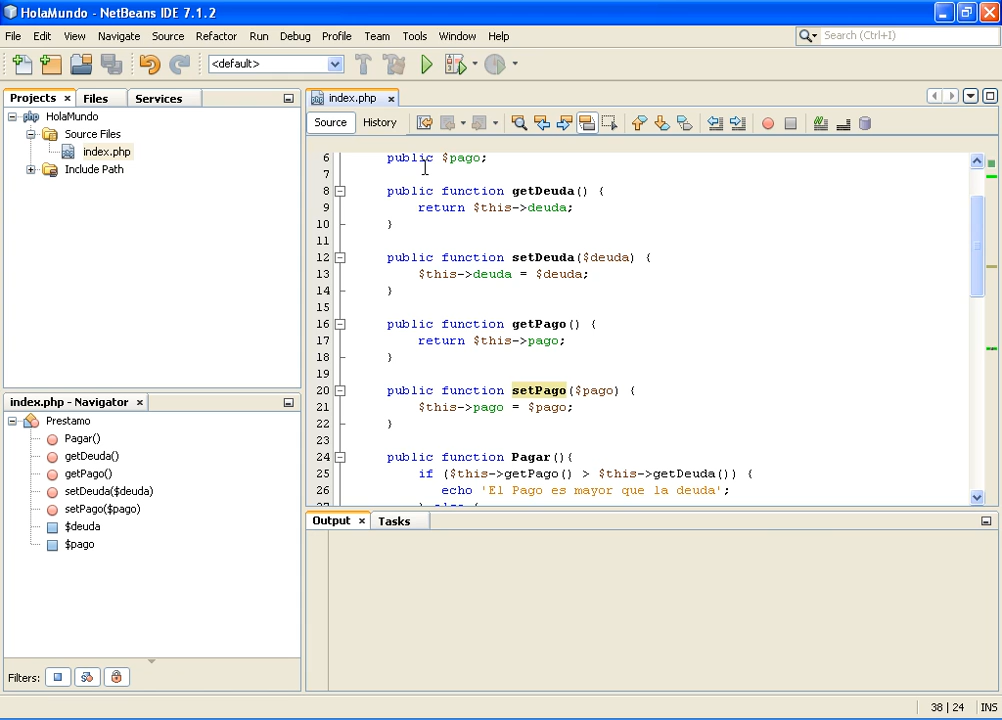 HolaMundo - NetBeans IDE 7.1.2
File Edit View Navigate Source Refactor Run Debug Profile Team Tools Window Help
Search (Ctrl+I)
<default>
Projects Files Services
HolaMundo
Source Files
index.php
Include Path
index.php - Navigator
Prestamo
Pagar()
getDeuda()
getPago()
setDeuda($deuda)
setPago($pago)
$deuda
$pago
Filters:
index.php
Source History
6 public $pago;
7
8 public function getDeuda() {
9 return $this->deuda;
10 }
11
12 public function setDeuda($deuda) {
13 $this->deuda = $deuda;
14 }
15
16 public function getPago() {
17 return $this->pago;
18 }
19
20 public function setPago($pago) {
21 $this->pago = $pago;
22 }
23
24 public function Pagar(){
25 if ($this->getPago() > $this->getDeuda()) {
26 echo 'El Pago es mayor que la deuda';
Output Tasks
38 | 24 INS